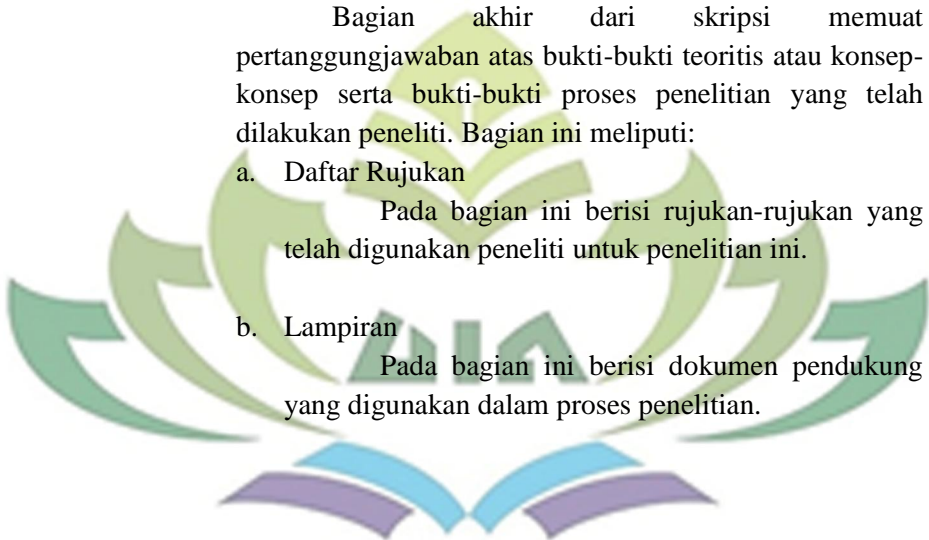 Bagian akhir dari skripsi memuat
pertanggungjawaban atas bukti-bukti teoritis atau konsep-
konsep serta bukti-bukti proses penelitian yang telah
dilakukan peneliti. Bagian ini meliputi:
a. Daftar Rujukan
Pada bagian ini berisi rujukan-rujukan yang
telah digunakan peneliti untuk penelitian ini.
b. Lampiran
Pada bagian ini berisi dokumen pendukung
yang digunakan dalam proses penelitian.